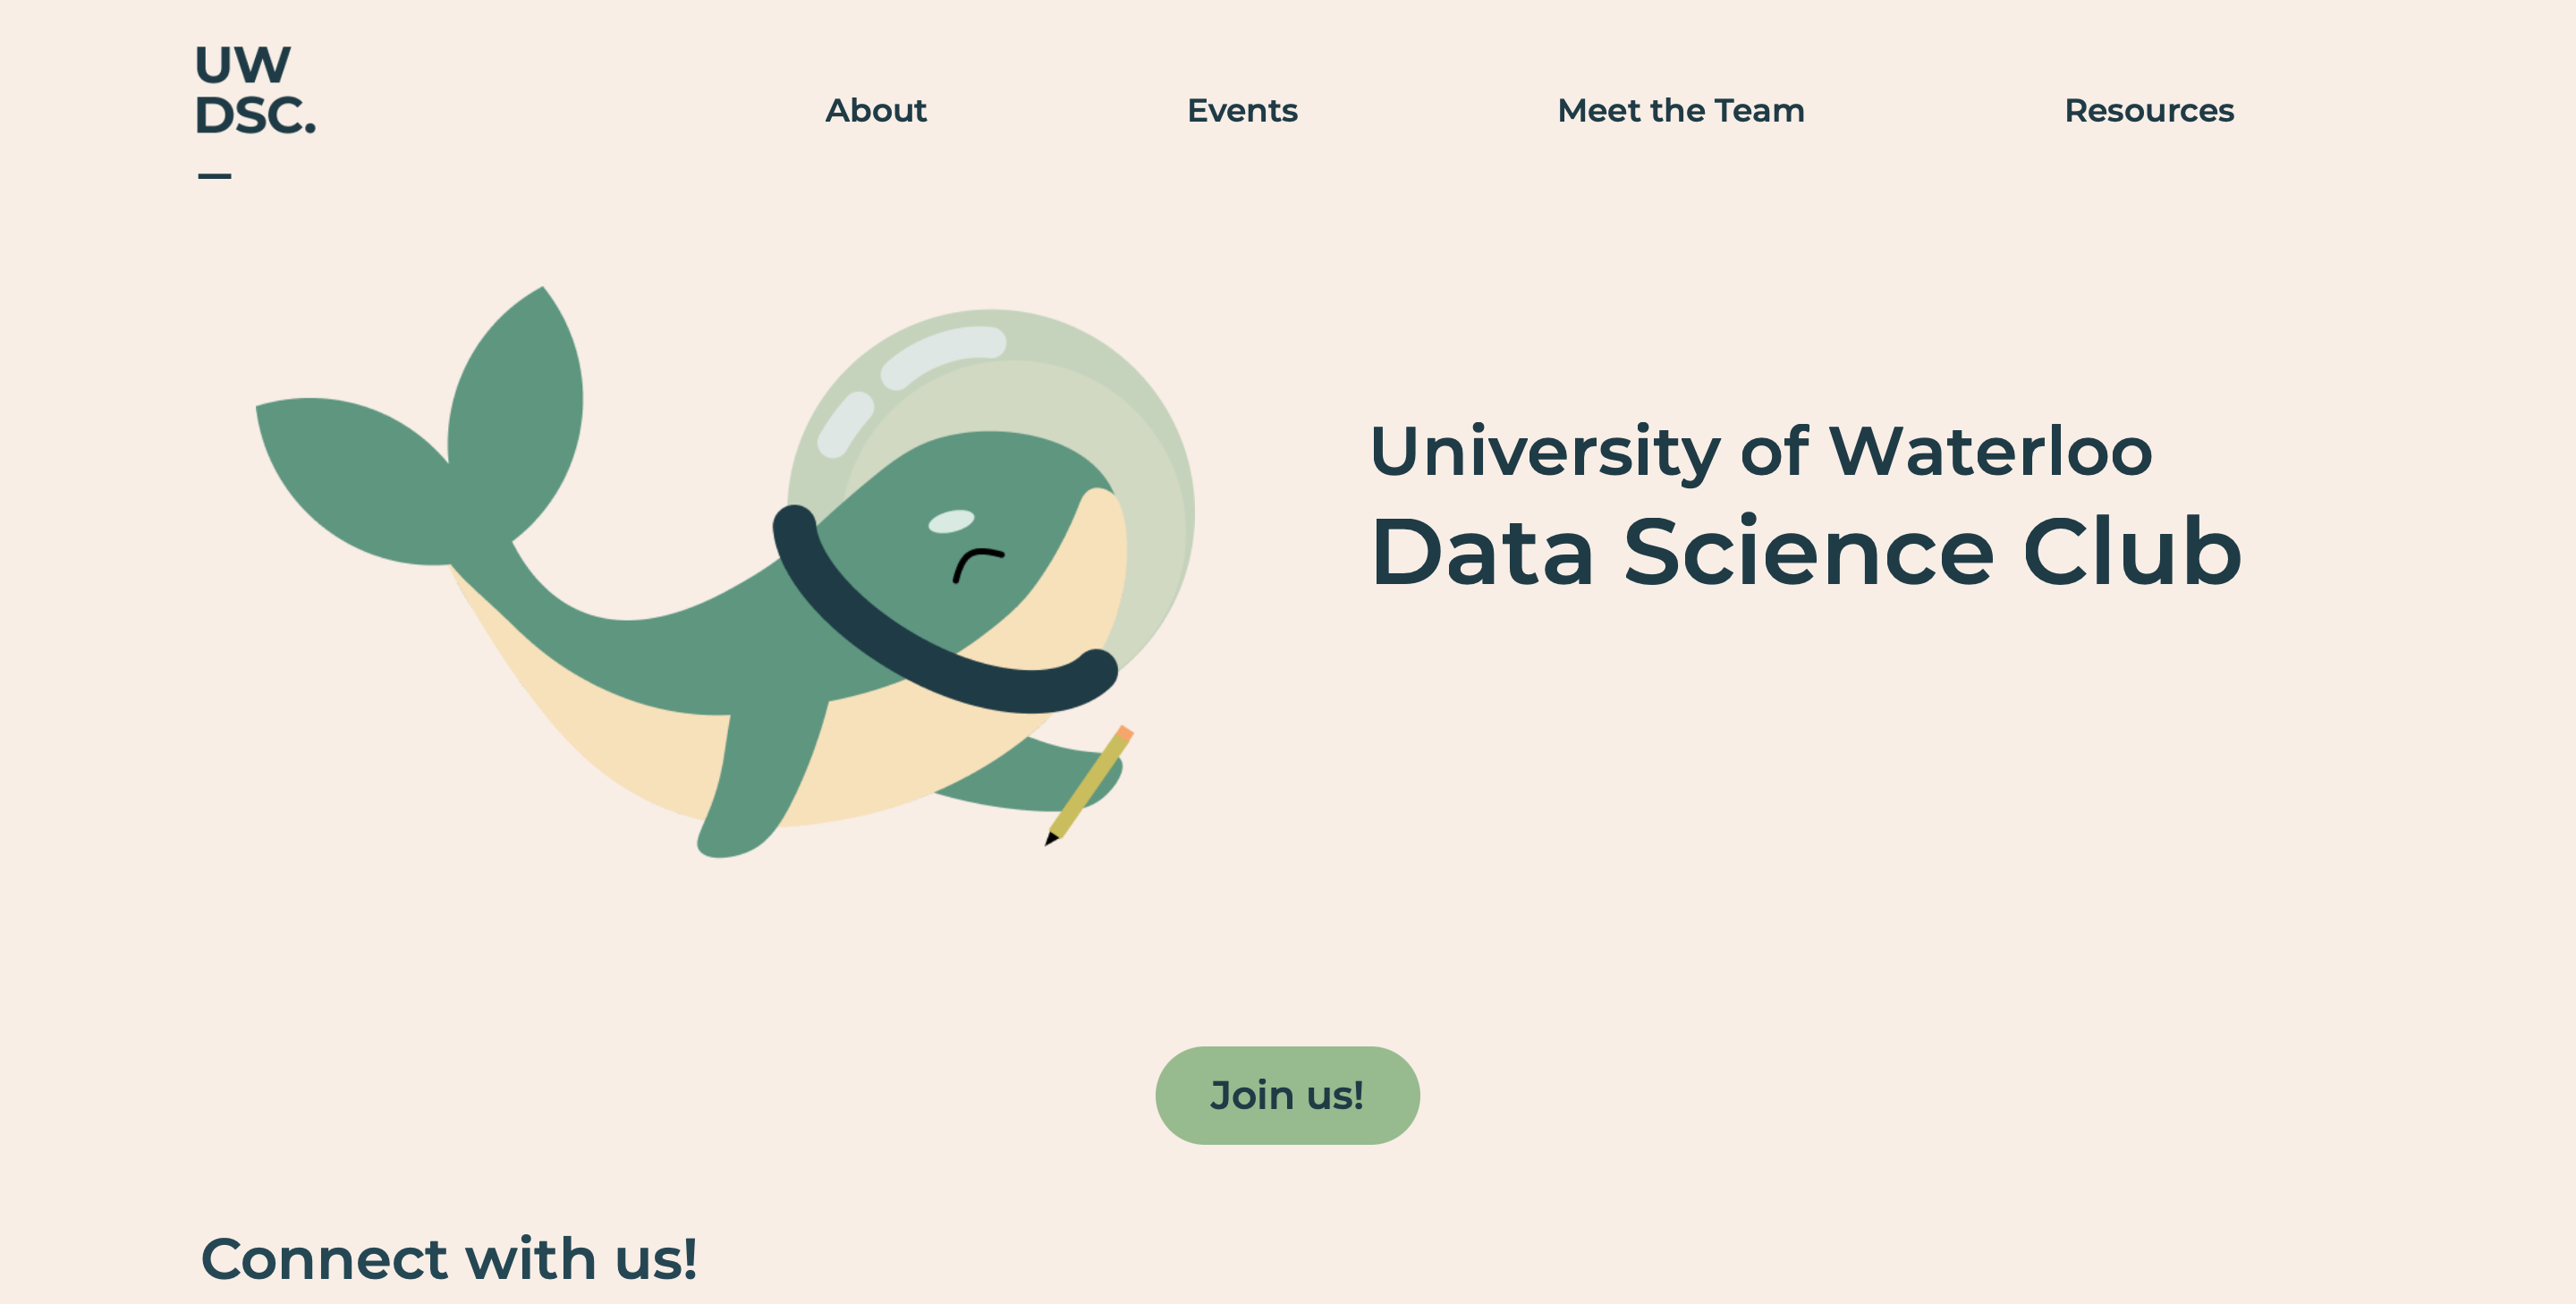 UW
DSC.
About
Events
Meet the Team
Resources
University of Waterloo
Data Science Club
Join us!
Connect with us!